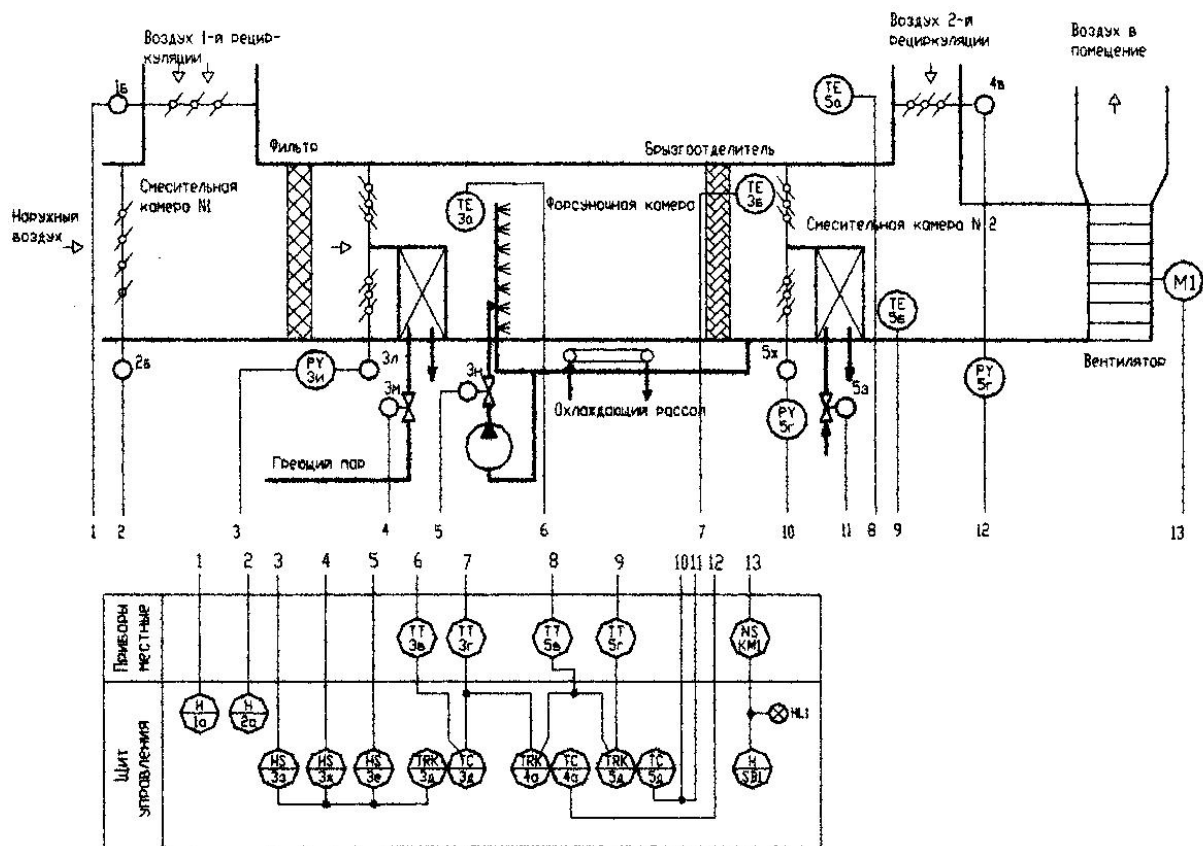 Воздух 1-й рецир-
куляции
Воздух 2-й
рециркуляции
Воздух в
помещение
1б
TE
5а
4в
Фильтр
Брызгоотделитель
Смесительная
камера N1
TE
3а
Форсуночная камера
TE
3б
Смесительная камера N 2
Наружный
воздух
TE
5б
M1
2в
PY
3и
3л
3м
3н
5ж
5з
PY
5г
PY
5г
Вентилятор
Охлаждающий рассол
Греющий пар
1 2 3 4 5 6 7 10 11 8 9 12 13
1 2 3 4 5 6 7 8 9 10 11 12 13
Приборы
местные
TT
3в
TT
3г
TT
5в
TT
5г
NS
KM1
Щит
управления
H
1а
H
2а
HL1
HS
3з
HS
3ж
HS
3е
TRK
3д
TC
3д
TRK
4а
TC
4а
TRK
5д
TC
5д
H
SB1